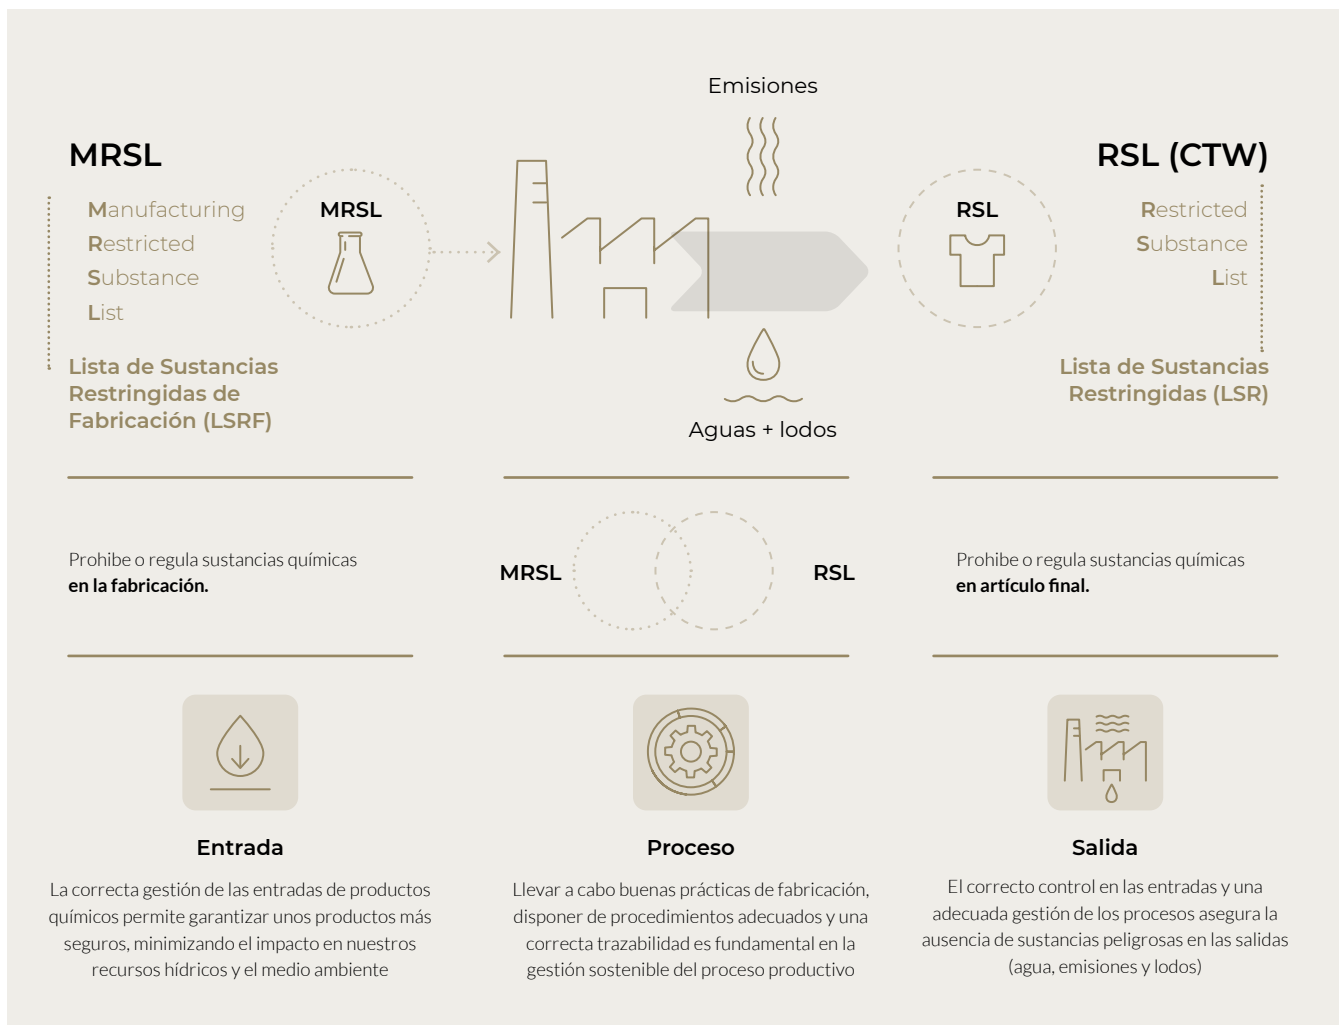 MRSL
Manufacturing
Restricted
Substance
List
Lista de Sustancias
Restringidas de
Fabricación (LSRF)
MRSL
Emisiones
Aguas + lodos
RSL
RSL (CTW)
Restricted
Substance
List
Lista de Sustancias
Restringidas (LSR)
Prohibe o regula sustancias químicas
en la fabricación.
MRSL
RSL
Prohibe o regula sustancias químicas
en artículo final.
Entrada
La correcta gestión de las entradas de productos
químicos permite garantizar unos productos más
seguros, minimizando el impacto en nuestros
recursos hídricos y el medio ambiente
Proceso
Llevar a cabo buenas prácticas de fabricación,
disponer de procedimientos adecuados y una
correcta trazabilidad es fundamental en la
gestión sostenible del proceso productivo
Salida
El correcto control en las entradas y una
adecuada gestión de los procesos asegura la
ausencia de sustancias peligrosas en las salidas
(agua, emisiones y lodos)